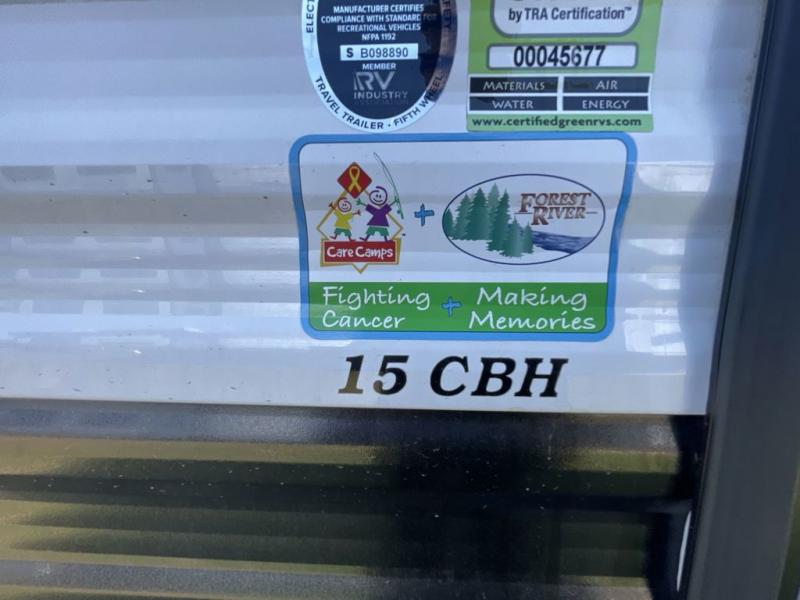 MANUFACTURER CERTIFIES
COMPLIANCE WITH STANDARD FOR
RECREATIONAL VEHICLES
NFPA 1192
S B098890
MEMBER
RV
INDUSTRY
ASSOCIATION
TRAVEL TRAILER • FIFTH WHEEL
by TRA Certification™
00045677
MATERIALS AIR
WATER ENERGY
www.certifiedgreenrvs.com
Care Camps
+
FOREST
RIVER
Fighting + Making
Cancer Memories
15 CBH